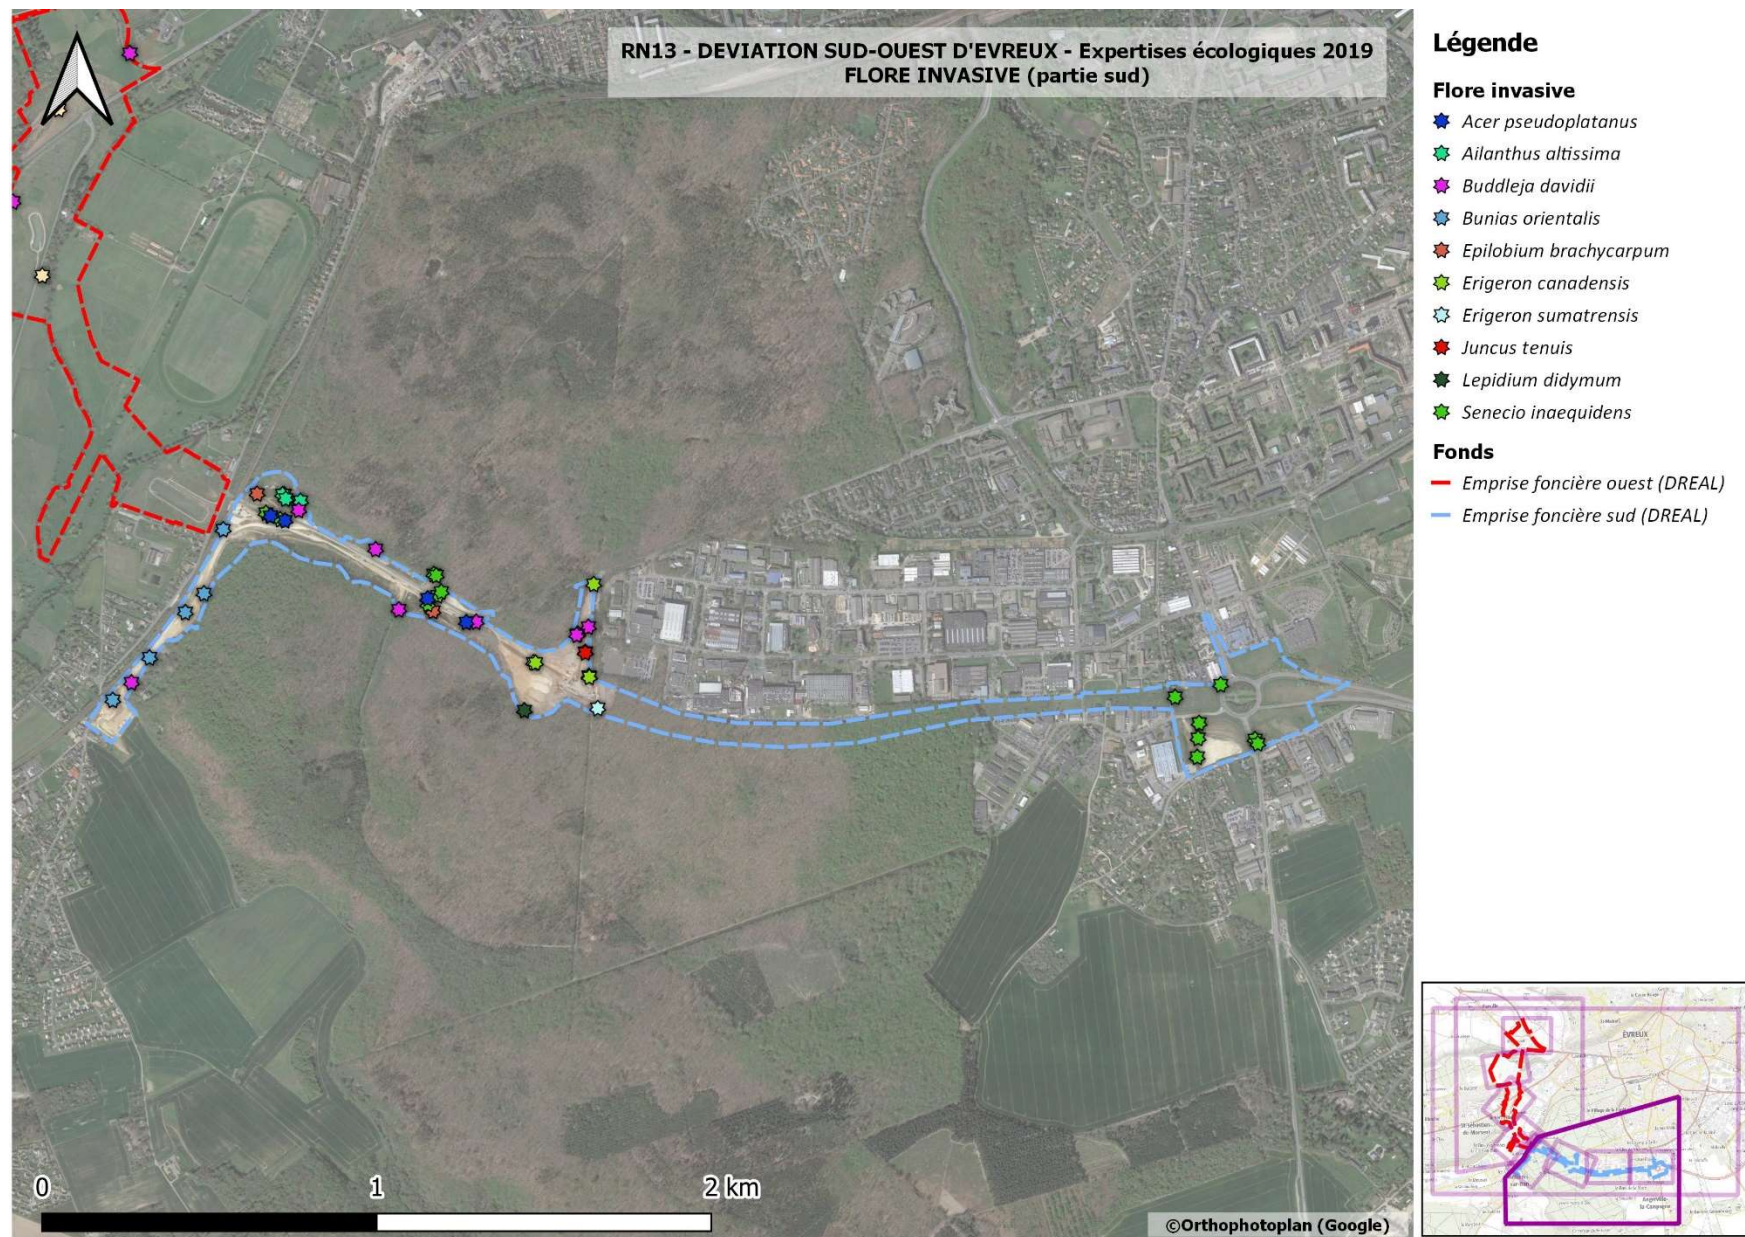 RN13 - DEVIATION SUD-OUEST D'EVREUX - Expertises écologiques 2019
FLORE INVASIVE (partie sud)
Légende
Flore invasive
Acer pseudoplatanus
Ailanthus altissima
Buddleja davidii
Bunias orientalis
Epilobium brachycarpum
Erigeron canadensis
Erigeron sumatrensis
Juncus tenuis
Lepidium didymum
Senecio inaequidens
Fonds
Emprise foncière ouest (DREAL)
Emprise foncière sud (DREAL)
ÉVREUX
0 1 2 km
©Orthophotoplan (Google)